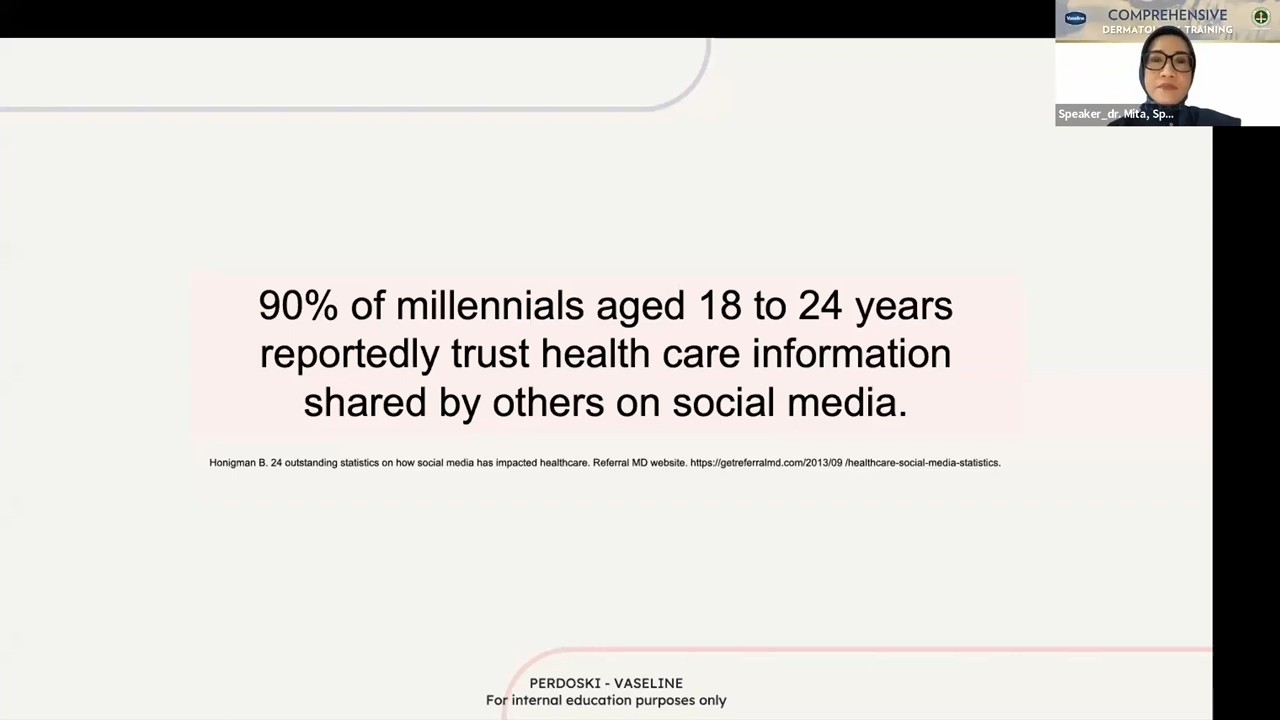 Vaseline
COMPREHENSIVE
Speaker_dr. Mita, Sp...
90% of millennials aged 18 to 24 years
reportedly trust health care information
shared by others on social media.
Honigman B. 24 outstanding statistics on how social media has impacted healthcare. Referral MD website. https://getreferralmd.com/2013/09 /healthcare-social-media-statistics.
PERDOSKI - VASELINE
For internal education purposes only